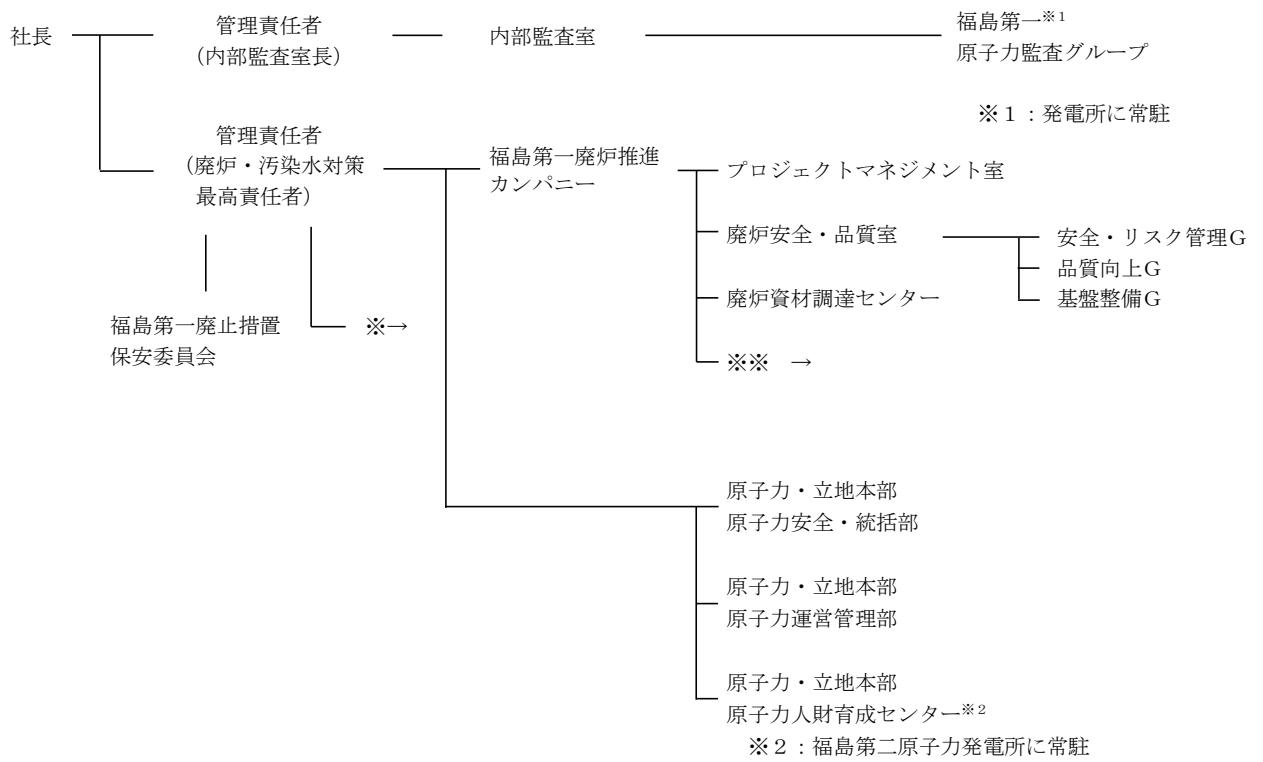 社長
管理責任者
（内部監査室長）
内部監査室
福島第一※１
原子力監査グループ
※１：発電所に常駐
管理責任者
（廃炉・汚染水対策
最高責任者）
福島第一廃炉推進
カンパニー
プロジェクトマネジメント室
廃炉安全・品質室
安全・リスク管理G
品質向上G
基盤整備G
廃炉資材調達センター
福島第一廃止措置
保安委員会
※→
※※　→
原子力・立地本部
原子力安全・統括部
原子力・立地本部
原子力運営管理部
原子力・立地本部
原子力人財育成センター※２
※２：福島第二原子力発電所に常駐